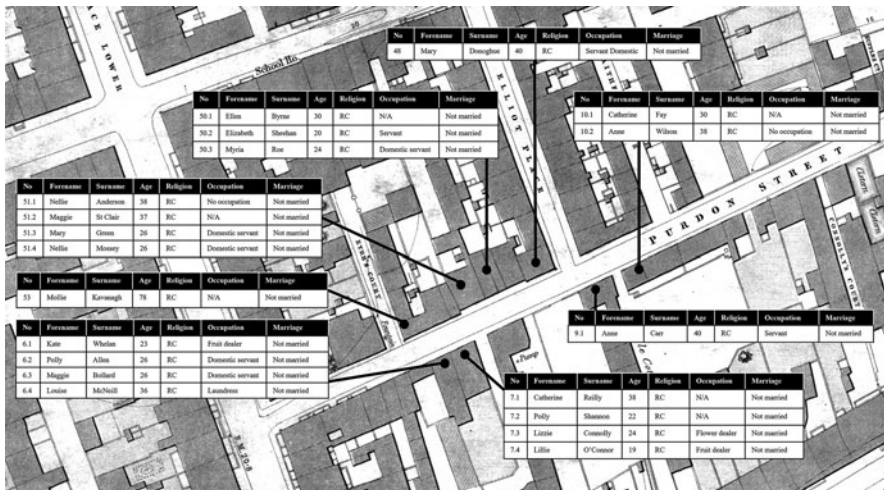 ACE LOWER
School Ho.
20
No Forename Surname Age Religion Occupation Marriage
48 Mary Donoghue 40 RC Servant Domestic Not married
ELLIOT PLACE
No Forename Surname Age Religion Occupation Marriage
50.1 Ellen Byrne 30 RC N/A Not married
50.2 Elizabeth Sheehan 20 RC Servant Not married
50.3 Myria Roe 24 RC Domestic servant Not married
No Forename Surname Age Religion Occupation Marriage
10.1 Catherine Fay 30 RC N/A Not married
10.2 Anne Wilson 38 RC No occupation Not married
PURDON STREET
Cistern
Cistern
CONNOLLY'S COURT
No Forename Surname Age Religion Occupation Marriage
51.1 Nellie Anderson 38 RC No occupation Not married
51.2 Maggie St Clair 37 RC N/A Not married
51.3 Mary Green 26 RC Domestic servant Not married
51.4 Nellie Mossey 26 RC Domestic servant Not married
COURT
No Forename Surname Age Religion Occupation Marriage
53 Mollie Kavanagh 78 RC N/A Not married
No Forename Surname Age Religion Occupation Marriage
9.1 Anne Carr 40 RC Servant Not married
No Forename Surname Age Religion Occupation Marriage
6.1 Kate Whelan 23 RC Fruit dealer Not married
6.2 Polly Allen 26 RC Domestic servant Not married
6.3 Maggie Bollard 26 RC Domestic servant Not married
6.4 Louise McNeill 36 RC Laundress Not married
Pump
No Forename Surname Age Religion Occupation Marriage
7.1 Catherine Reilly 38 RC N/A Not married
7.2 Polly Shannon 22 RC N/A Not married
7.3 Lizzie Connolly 24 RC Flower dealer Not married
7.4 Lillie O'Connor 19 RC Fruit dealer Not married
B.M.20·8